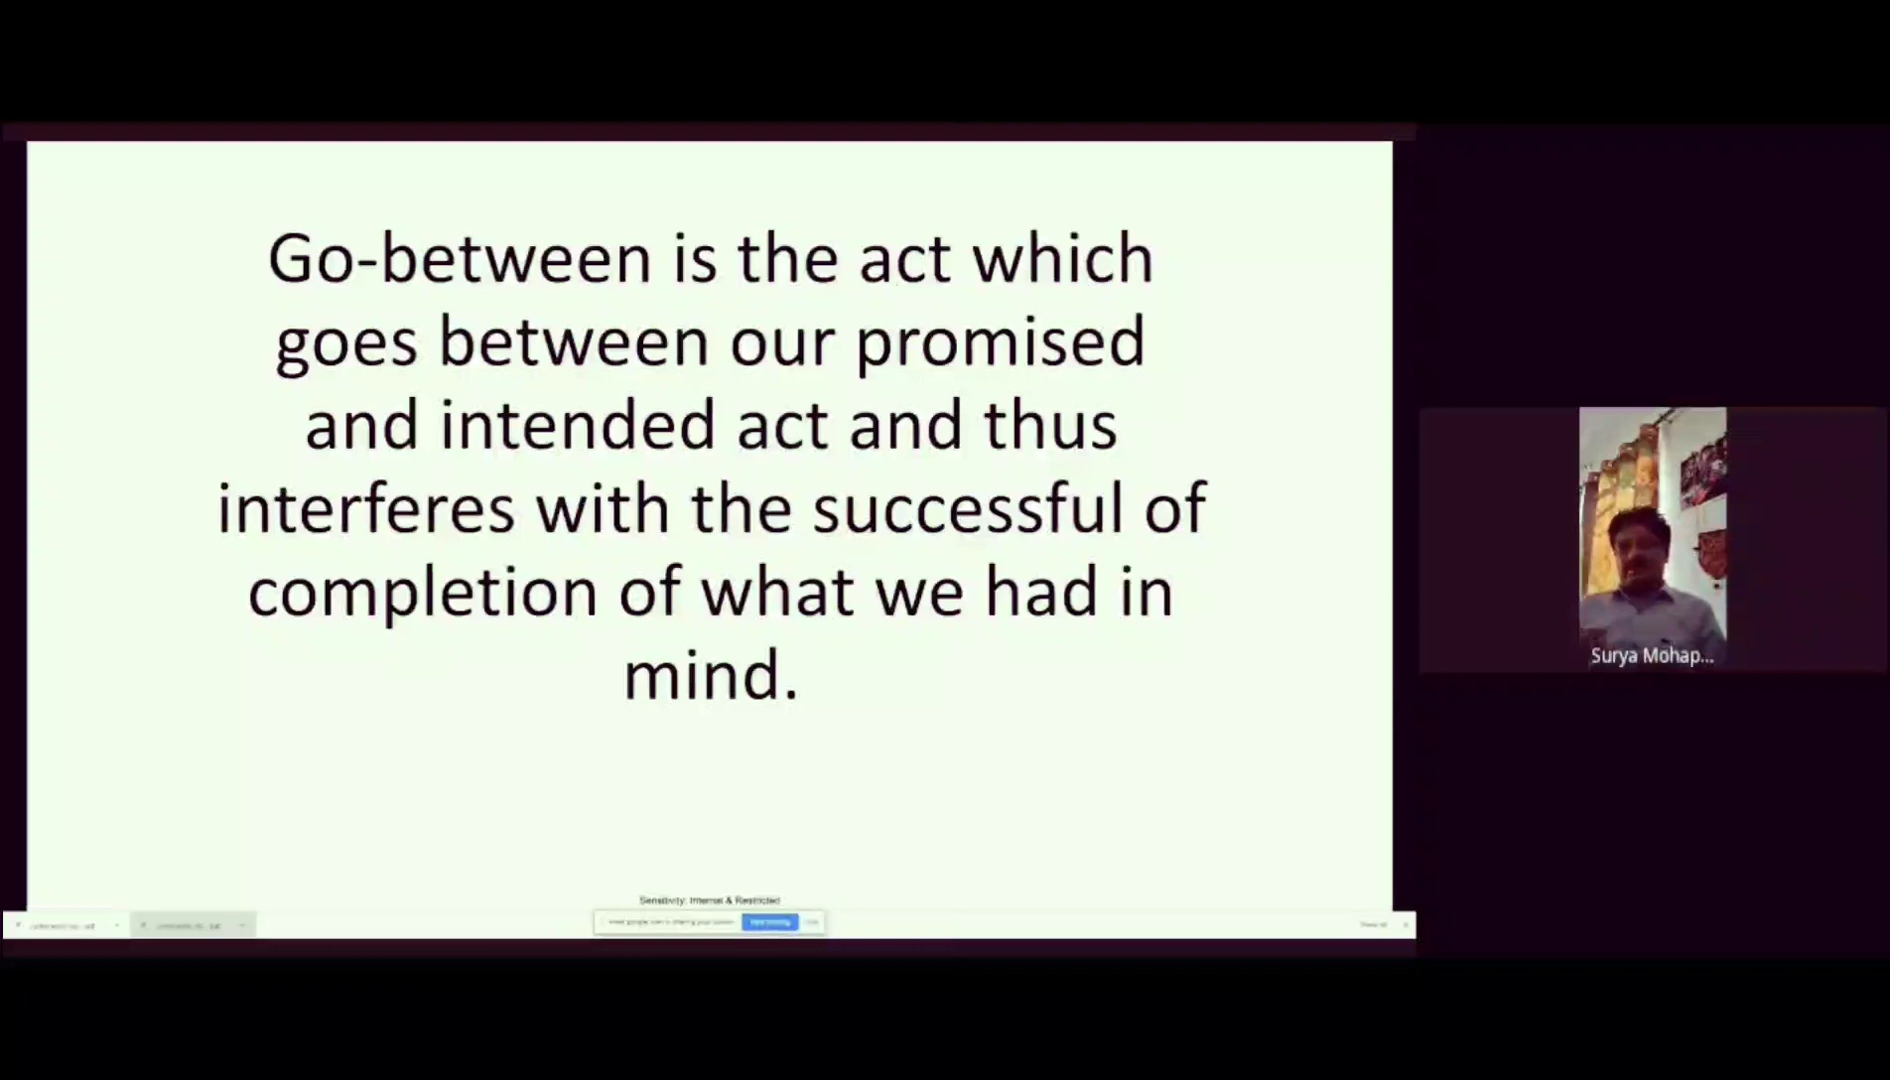 Go-between is the act which
goes between our promised
and intended act and thus
interferes with the successful of
completion of what we had in
mind.
Surya Mohap...
Sensitivity: Internal & Restricted